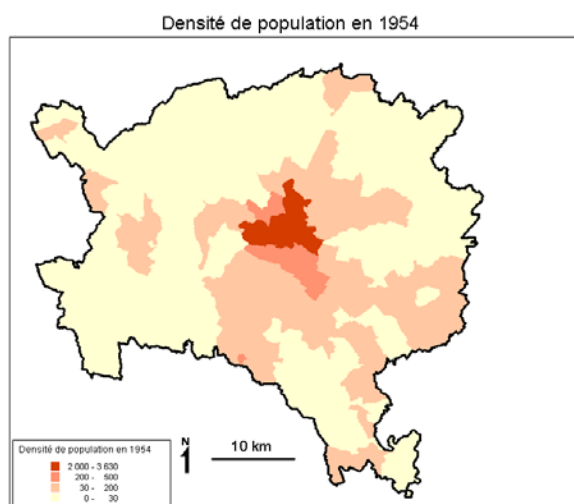 Densité de population en 1954
Densité de population en 1954
2 000 - 3 630
200 - 500
30 - 200
0 - 30
N
10 km